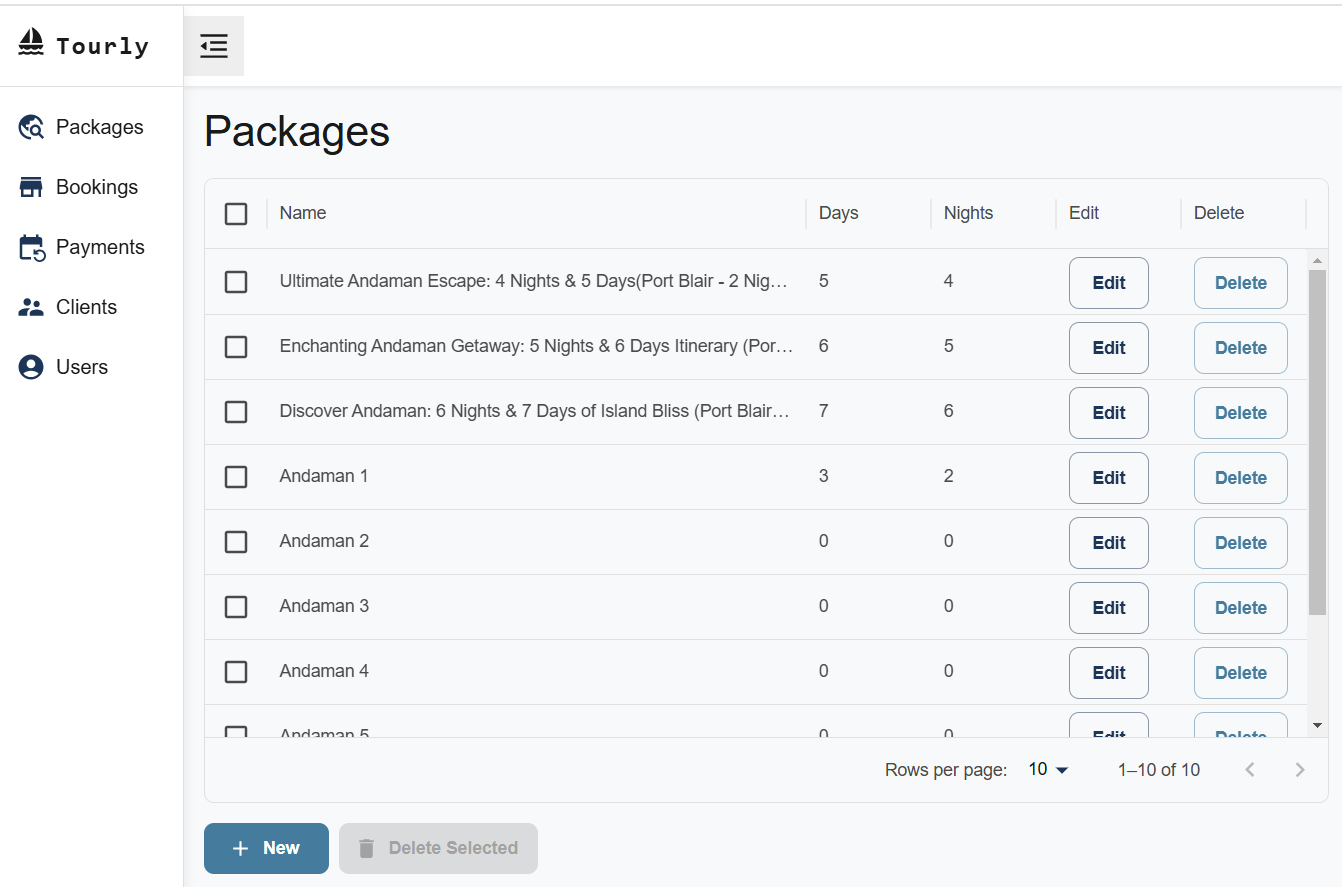 Tourly
Packages
Bookings
Payments
Clients
Users
Packages
Name Days Nights Edit Delete
Ultimate Andaman Escape: 4 Nights & 5 Days(Port Blair - 2 Nig… 5 4 Edit Delete
Enchanting Andaman Getaway: 5 Nights & 6 Days Itinerary (Por… 6 5 Edit Delete
Discover Andaman: 6 Nights & 7 Days of Island Bliss (Port Blair… 7 6 Edit Delete
Andaman 1 3 2 Edit Delete
Andaman 2 0 0 Edit Delete
Andaman 3 0 0 Edit Delete
Andaman 4 0 0 Edit Delete
Andaman 5 0 0 Edit Delete
Rows per page: 10 1–10 of 10
New Delete Selected